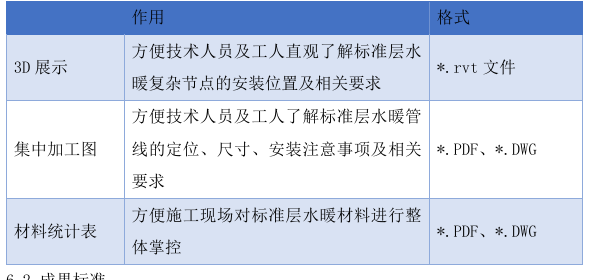 作用 格式
3D 展示 方便技术人员及工人直观了解标准层水 *.rvt 文件
暖复杂节点的安装位置及相关要求
集中加工图 方便技术人员及工人了解标准层水暖管 *.PDF、*.DWG
线的定位、尺寸、安装注意事项及相关
要求
材料统计表 方便施工现场对标准层水暖材料进行整 *.PDF、*.DWG
体掌控
6.2 成果标准